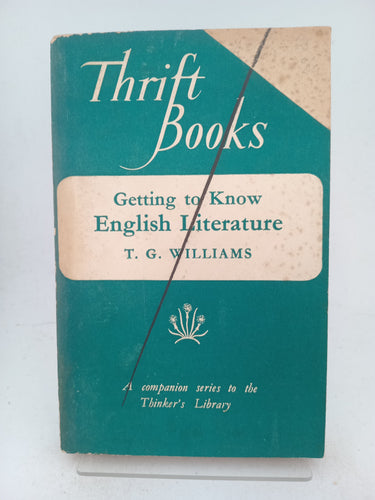 Thrift
Books
Getting to Know
English Literature
T. G. WILLIAMS
A companion series to the
Thinker's Library